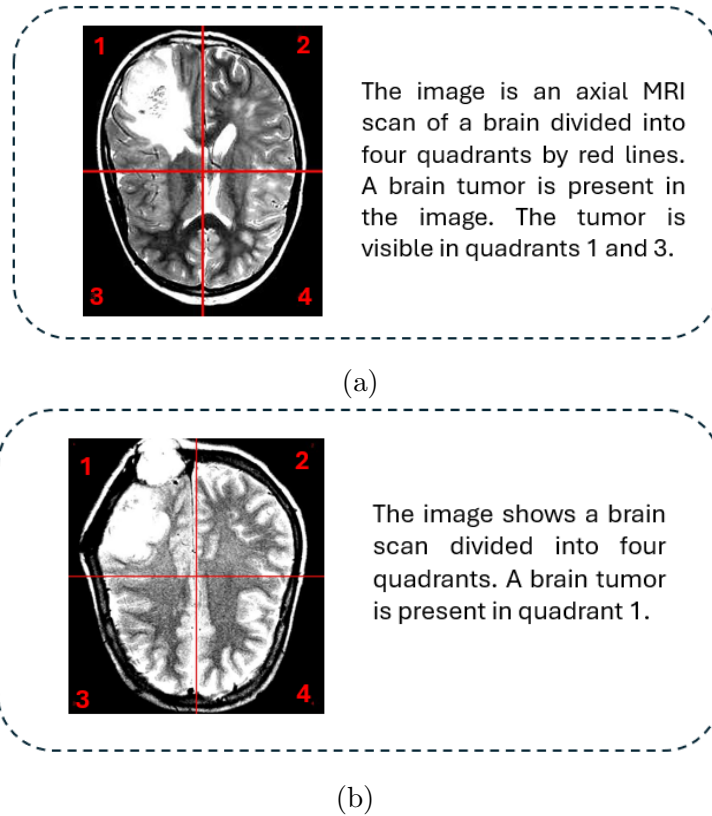 1 2
The image is an axial MRI
scan of a brain divided into
four quadrants by red lines.
A brain tumor is present in
the image. The tumor is
visible in quadrants 1 and 3.
3 4
(a)
1 2
The image shows a brain
scan divided into four
quadrants. A brain tumor
is present in quadrant 1.
3 4
(b)